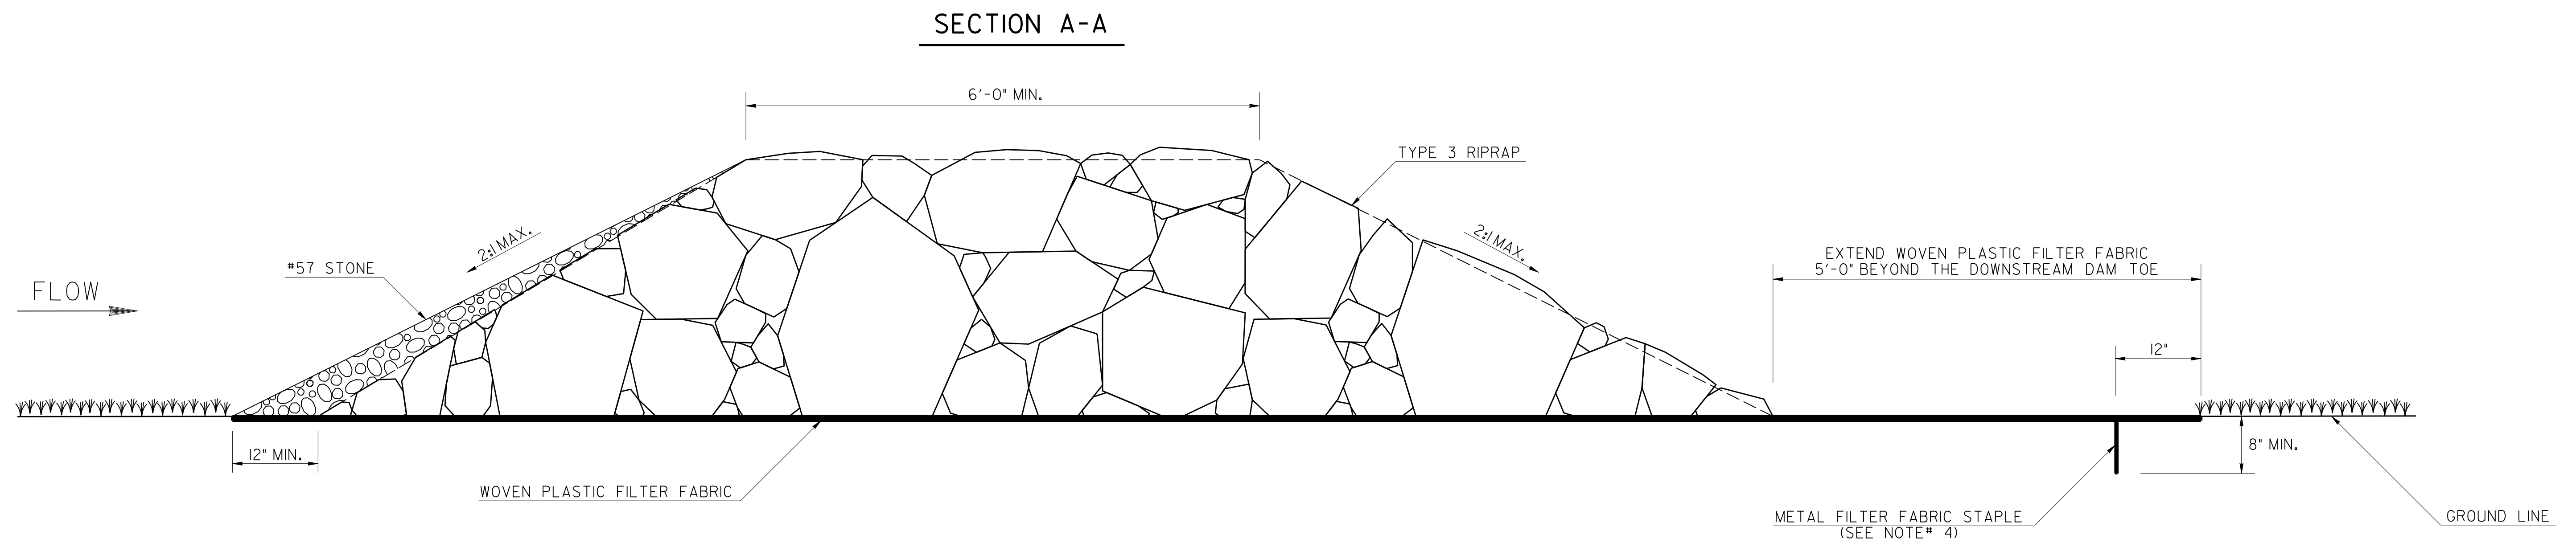 SECTION A-A
6'-0" MIN.
TYPE 3 RIPRAP
2:1 MAX.
2:1 MAX.
EXTEND WOVEN PLASTIC FILTER FABRIC
5'-0" BEYOND THE DOWNSTREAM DAM TOE
#57 STONE
FLOW
12"
8" MIN.
12" MIN.
WOVEN PLASTIC FILTER FABRIC
METAL FILTER FABRIC STAPLE
(SEE NOTE# 4)
GROUND LINE